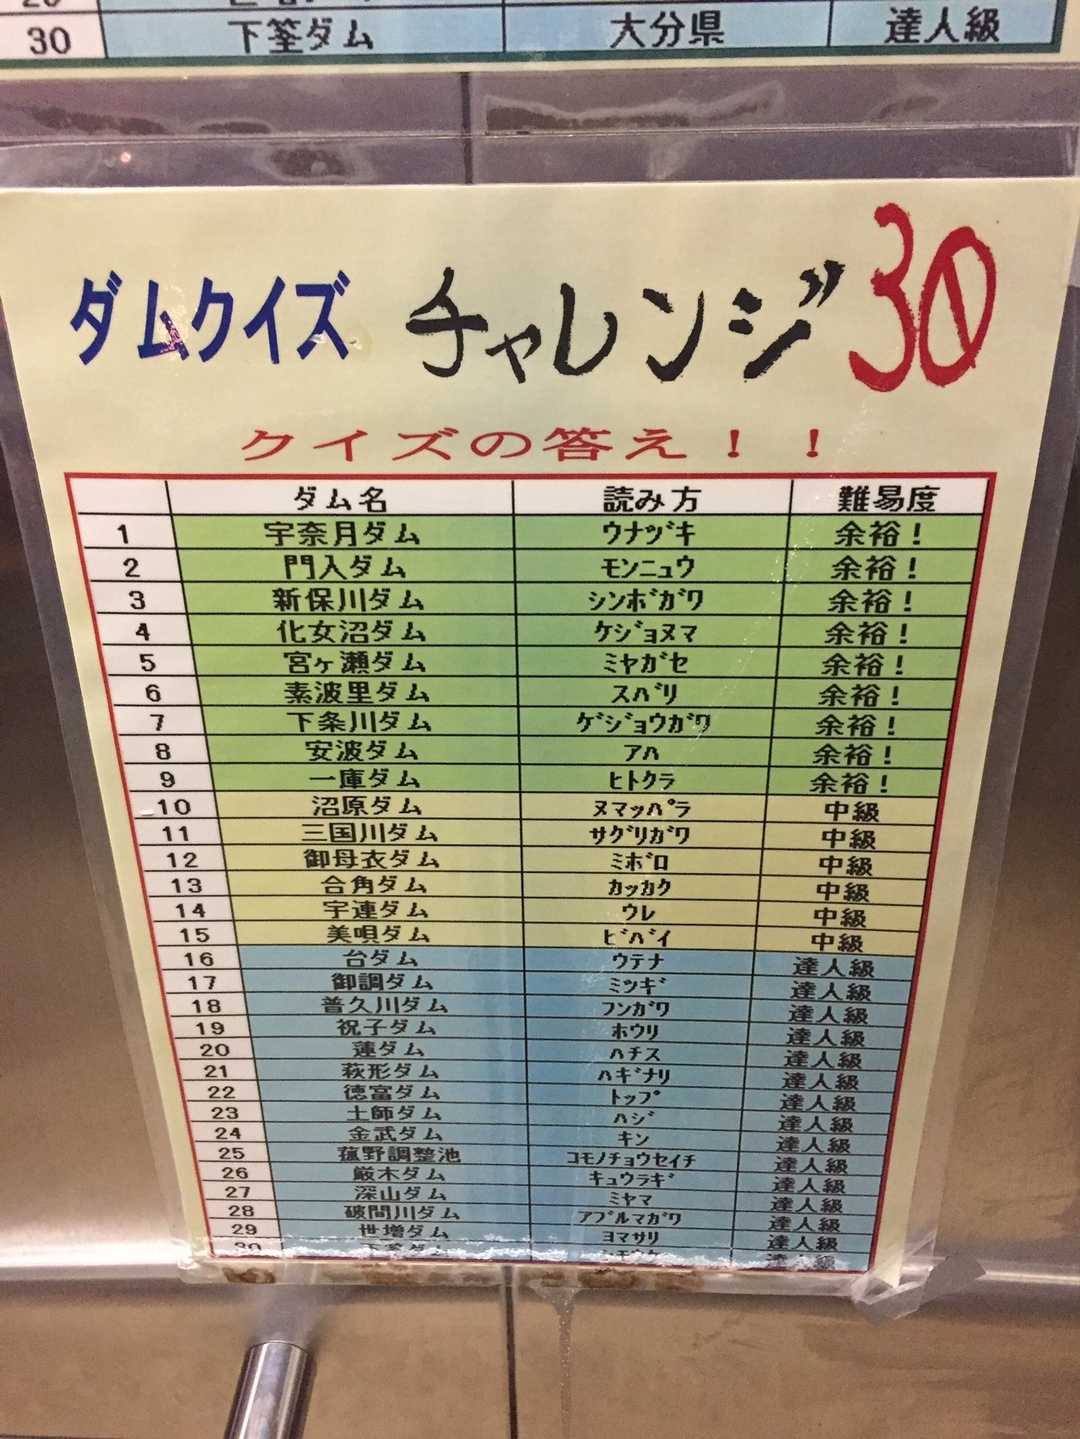 30 下筌ダム 大分県 達人級
ダムクイズ チャレンジ 30
クイズの答え！！
ダム名 読み方 難易度
1 宇奈月ダム ｳﾅﾂﾞｷ 余裕！
2 門入ダム ﾓﾝﾆｭｳ 余裕！
3 新保川ダム ｼﾝﾎﾞｶﾞﾜ 余裕！
4 化女沼ダム ｹｼﾞｮﾇﾏ 余裕！
5 宮ヶ瀬ダム ﾐﾔｶﾞｾ 余裕！
6 素波里ダム ｽﾊﾞﾘ 余裕！
7 下条川ダム ｹﾞｼﾞｮｳｶﾞﾜ 余裕！
8 安波ダム ｱﾊ 余裕！
9 一庫ダム ﾋﾄｸﾗ 余裕！
10 沼原ダム ﾇﾏｯﾊﾟﾗ 中級
11 三国川ダム ｻｸﾞﾘｶﾞﾜ 中級
12 御母衣ダム ﾐﾎﾞﾛ 中級
13 合角ダム ｶｯｶｸ 中級
14 宇連ダム ｳﾚ 中級
15 美唄ダム ﾋﾞﾊﾞｲ 中級
16 台ダム ｳﾃﾅ 達人級
17 御調ダム ﾐﾂｷﾞ 達人級
18 普久川ダム ﾌﾝｶﾞﾜ 達人級
19 祝子ダム ﾎｳﾘ 達人級
20 蓮ダム ﾊﾁｽ 達人級
21 萩形ダム ﾊｷﾞﾅﾘ 達人級
22 徳富ダム ﾄｯﾌﾟ 達人級
23 土師ダム ﾊｼﾞ 達人級
24 金武ダム ｷﾝ 達人級
25 菰野調整池 ｺﾓﾉﾁｮｳｾｲﾁ 達人級
26 厳木ダム ｷｭｳﾗｷﾞ 達人級
27 深山ダム ﾐﾔﾏ 達人級
28 破間川ダム ｱﾌﾞﾙﾏｶﾞﾜ 達人級
29 世増ダム ﾖﾏｻﾘ 達人級
30 下筌ダム ｼﾓｳｹ 達人級